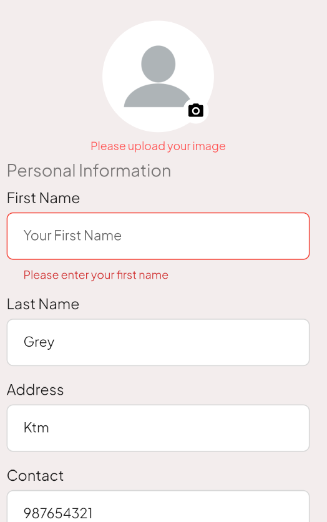 Please upload your image
Personal Information
First Name
Your First Name
Please enter your first name
Last Name
Grey
Address
Ktm
Contact
987654321